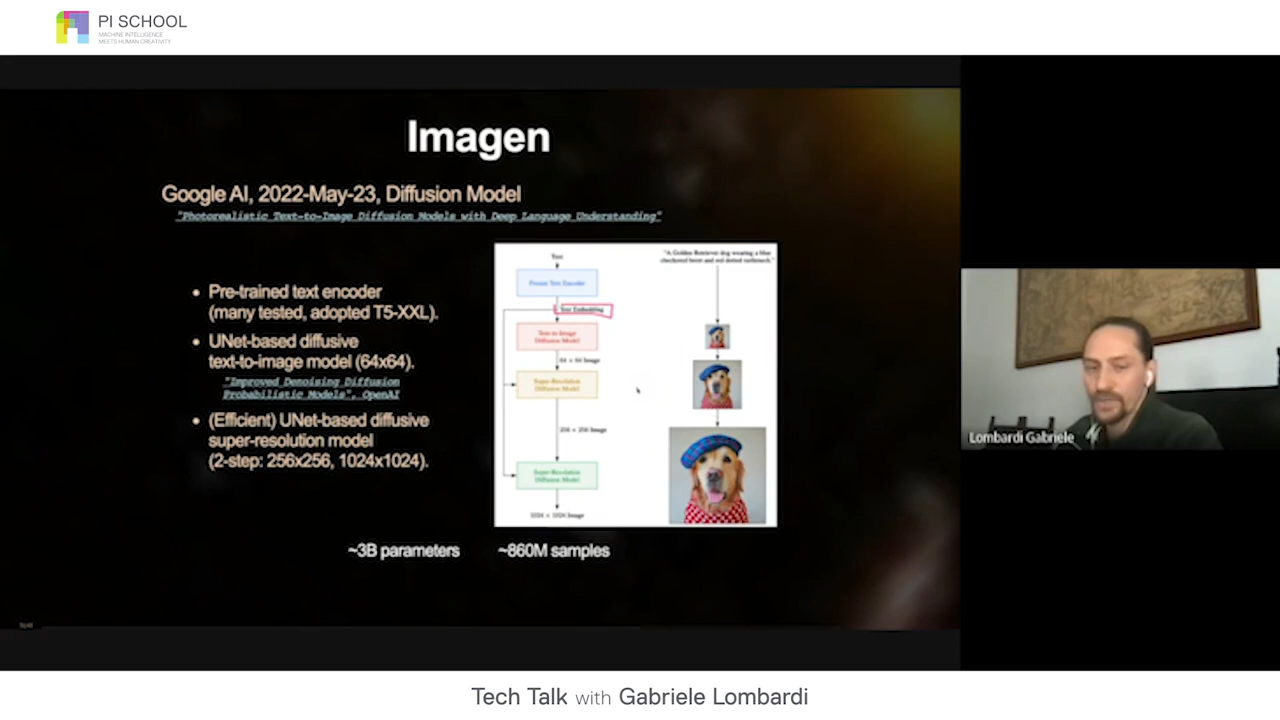 PI SCHOOL
MACHINE INTELLIGENCE
MEETS HUMAN CREATIVITY
Imagen
Google AI, 2022-May-23, Diffusion Model
"Photorealistic Text-to-Image Diffusion Models with Deep Language Understanding"
• Pre-trained text encoder
(many tested, adopted T5-XXL).
• UNet-based diffusive
text-to-image model (64x64).
"Improved Denoising Diffusion
Probabilistic Models", OpenAI
• (Efficient) UNet-based diffusive
super-resolution model
(2-step: 256x256, 1024x1024).
Text
Frozen Text Encoder
Text Embedding
Text-to-Image
Diffusion Model
64 × 64 Image
Super-Resolution
Diffusion Model
256 × 256 Image
Super-Resolution
Diffusion Model
1024 × 1024 Image
"A Golden Retriever dog wearing a blue
checkered beret and red dotted turtleneck."
~3B parameters
~860M samples
Lombardi Gabriele
Tech Talk with Gabriele Lombardi